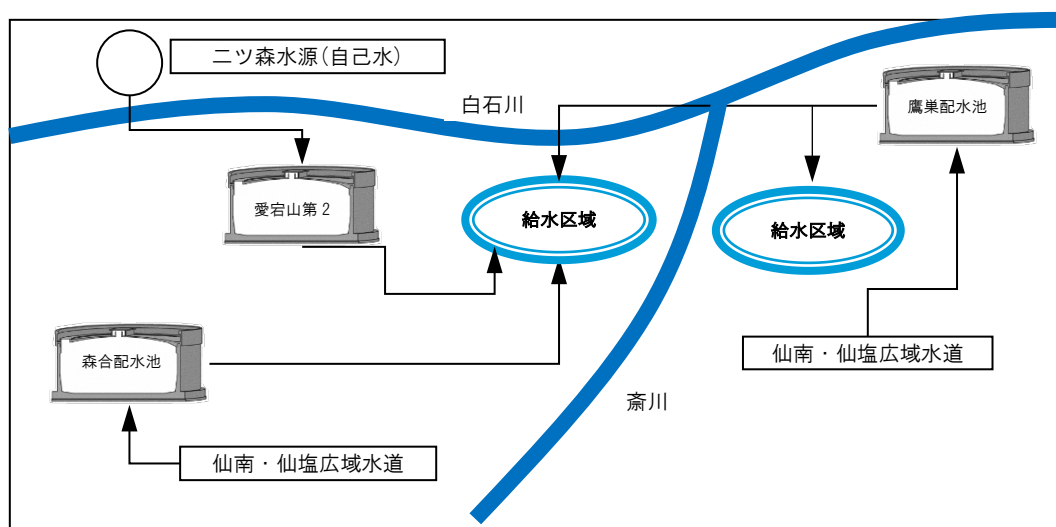 二ツ森水源(自己水)
白石川
鷹巣配水池
愛宕山第2
給水区域
給水区域
仙南・仙塩広域水道
森合配水池
斎川
仙南・仙塩広域水道